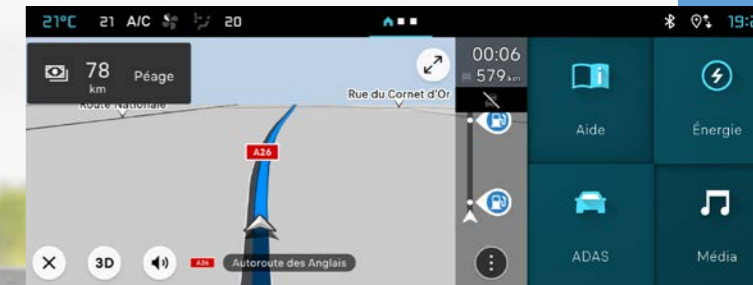 21°C 21 A/C 20
19:2
78 km Péage
Route Nationale
Rue du Cornet d'Or
00:06
579 km
A26
A26 Autoroute des Anglais
3D
Aide
Énergie
ADAS
Média